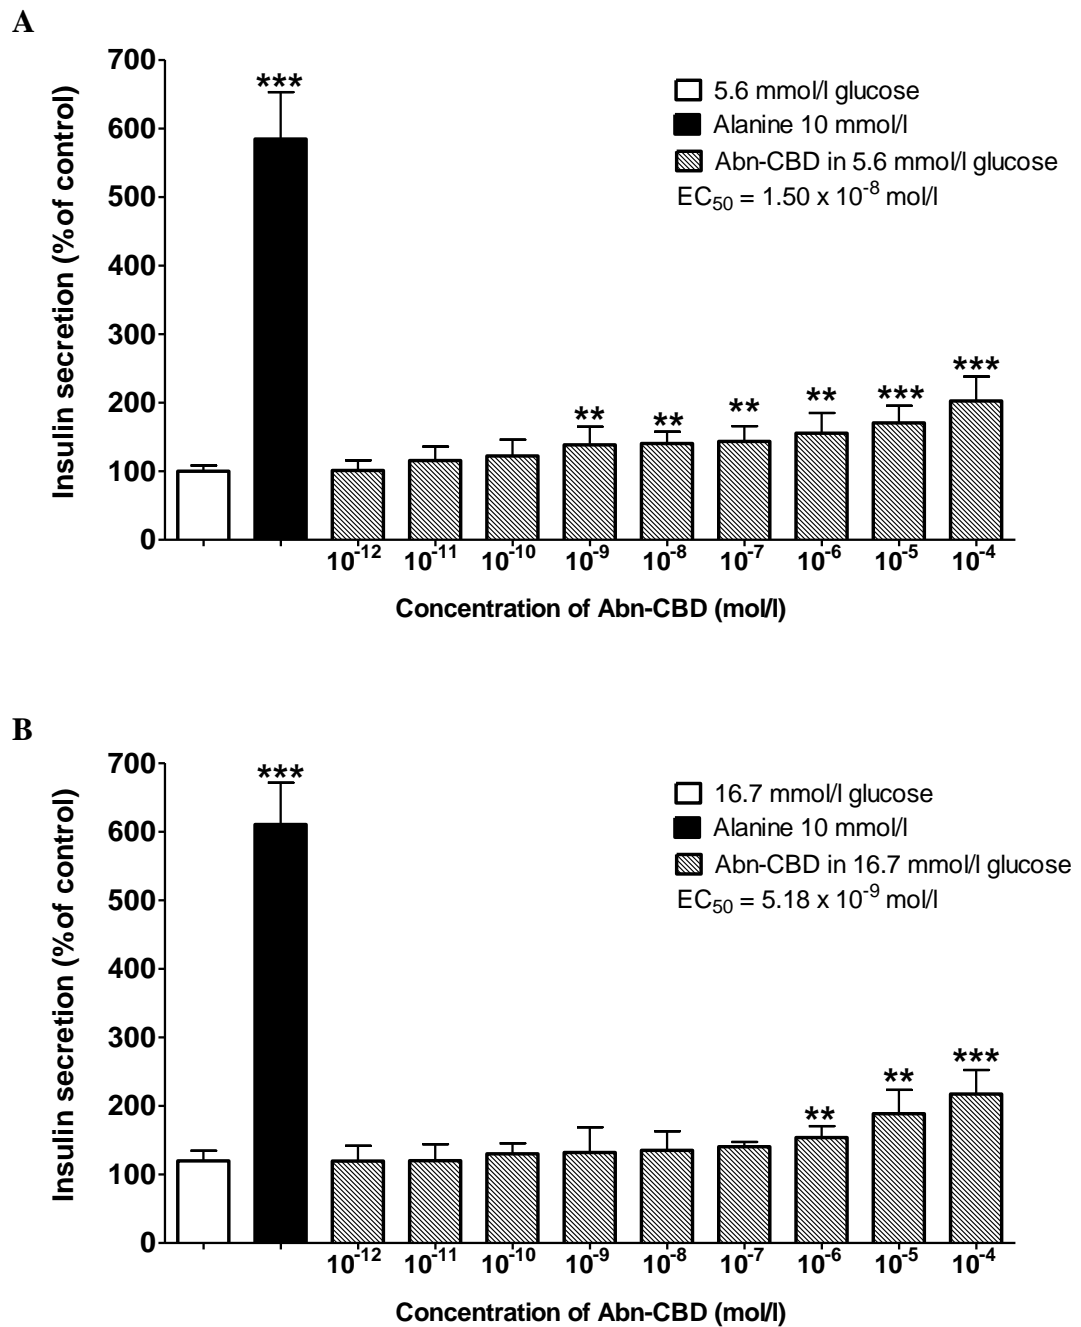 A
700
600
500
400
300
200
100
0
Insulin secretion (% of control)
***
**
**
**
**
***
***
5.6 mmol/l glucose
Alanine 10 mmol/l
Abn-CBD in 5.6 mmol/l glucose
EC₅₀ = 1.50 x 10⁻⁸ mol/l
10⁻¹² 10⁻¹¹ 10⁻¹⁰ 10⁻⁹ 10⁻⁸ 10⁻⁷ 10⁻⁶ 10⁻⁵ 10⁻⁴
Concentration of Abn-CBD (mol/l)
B
700
600
500
400
300
200
100
0
Insulin secretion (% of control)
***
**
**
***
16.7 mmol/l glucose
Alanine 10 mmol/l
Abn-CBD in 16.7 mmol/l glucose
EC₅₀ = 5.18 x 10⁻⁹ mol/l
10⁻¹² 10⁻¹¹ 10⁻¹⁰ 10⁻⁹ 10⁻⁸ 10⁻⁷ 10⁻⁶ 10⁻⁵ 10⁻⁴
Concentration of Abn-CBD (mol/l)